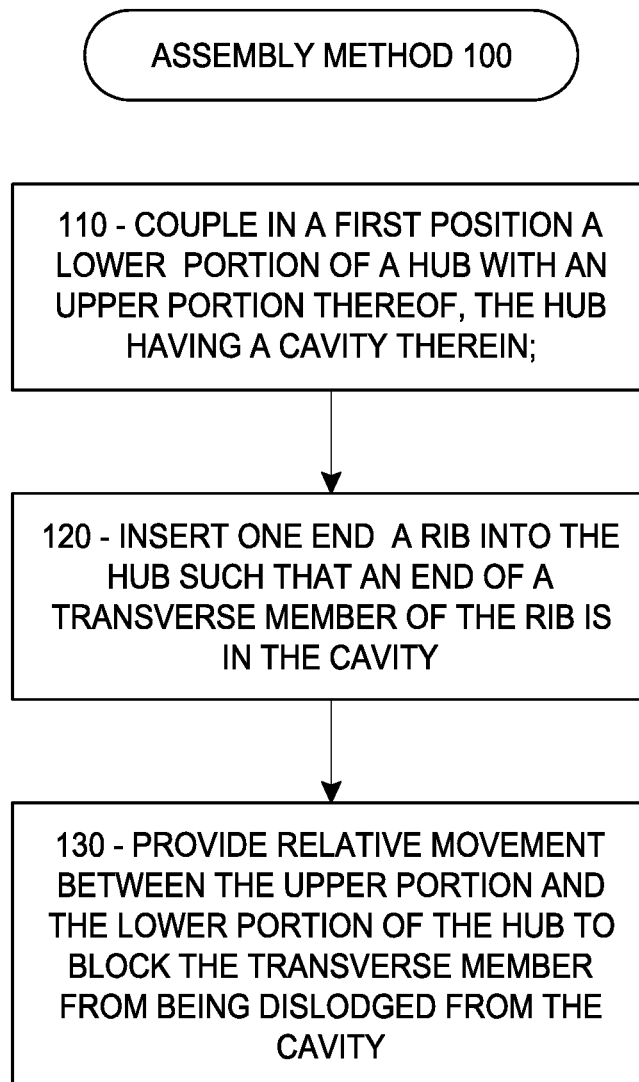 ASSEMBLY METHOD 100
110 - COUPLE IN A FIRST POSITION A
LOWER PORTION OF A HUB WITH AN
UPPER PORTION THEREOF, THE HUB
HAVING A CAVITY THEREIN;
120 - INSERT ONE END A RIB INTO THE
HUB SUCH THAT AN END OF A
TRANSVERSE MEMBER OF THE RIB IS
IN THE CAVITY
130 - PROVIDE RELATIVE MOVEMENT
BETWEEN THE UPPER PORTION AND
THE LOWER PORTION OF THE HUB TO
BLOCK THE TRANSVERSE MEMBER
FROM BEING DISLODGED FROM THE
CAVITY